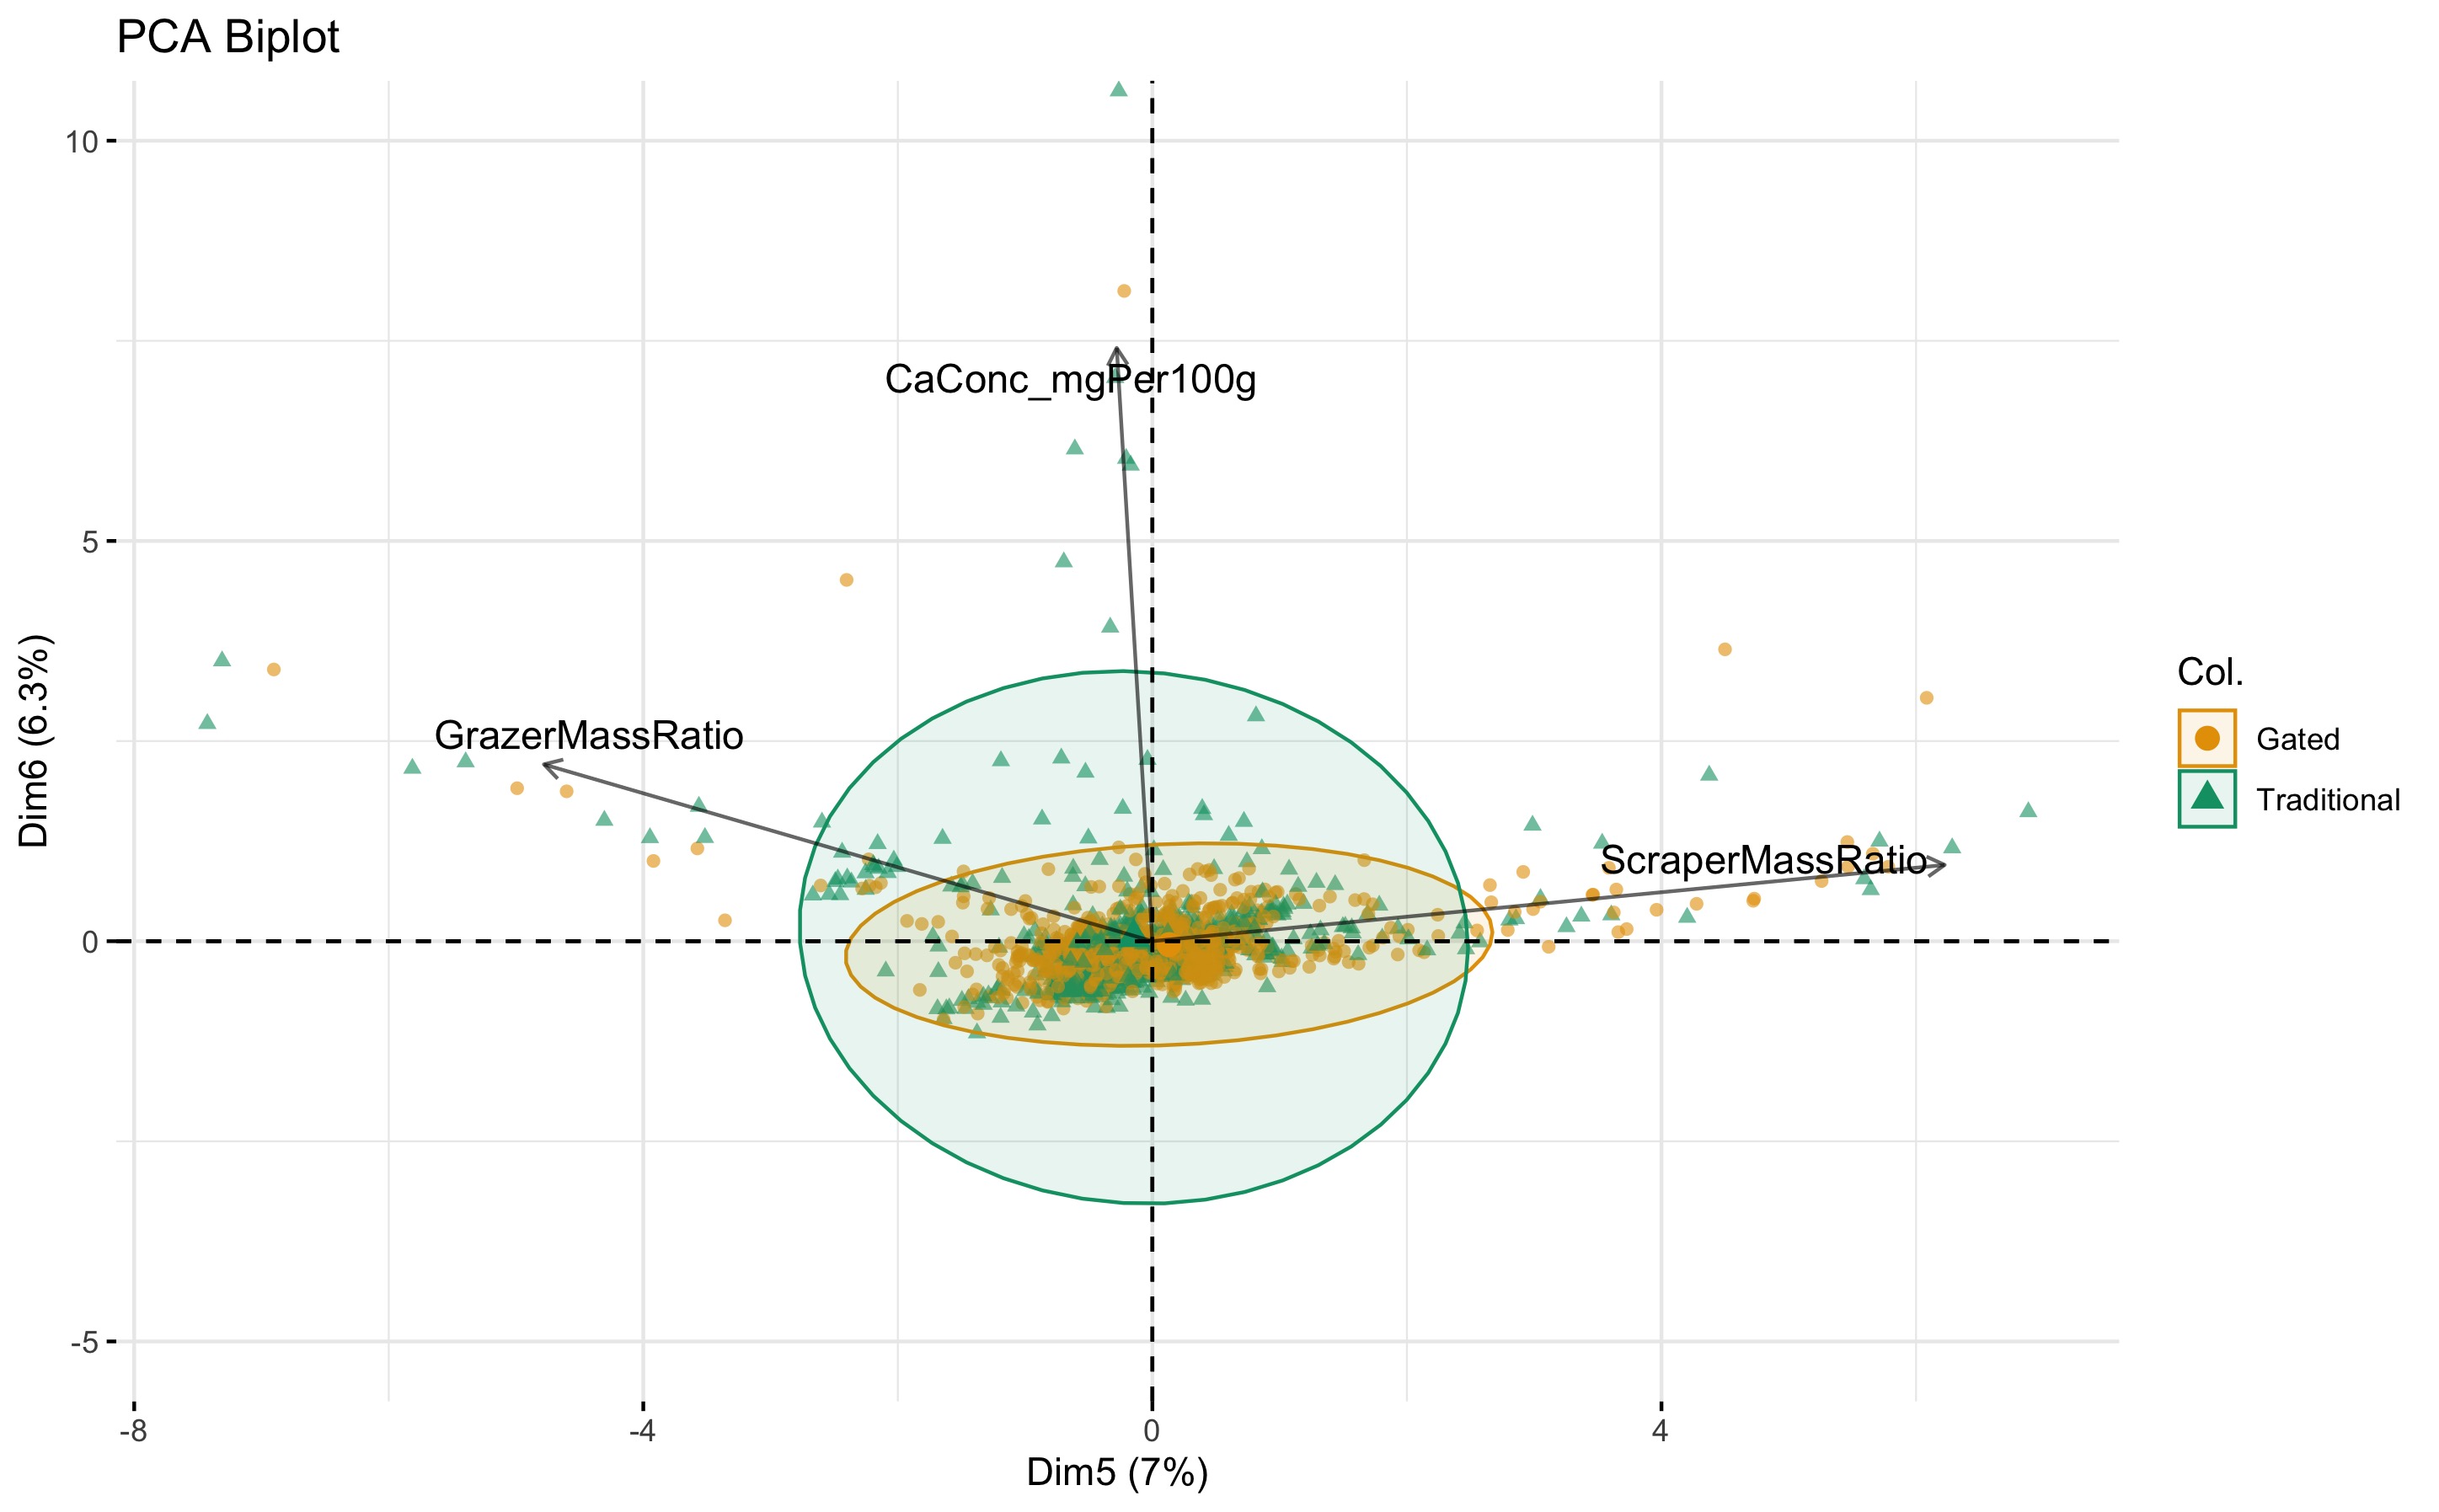 PCA Biplot
10
5
0
-5
Dim6 (6.3%)
CaConc_mgPer100g
GrazerMassRatio
ScraperMassRatio
-8
-4
0
4
Dim5 (7%)
Col.
Gated
Traditional